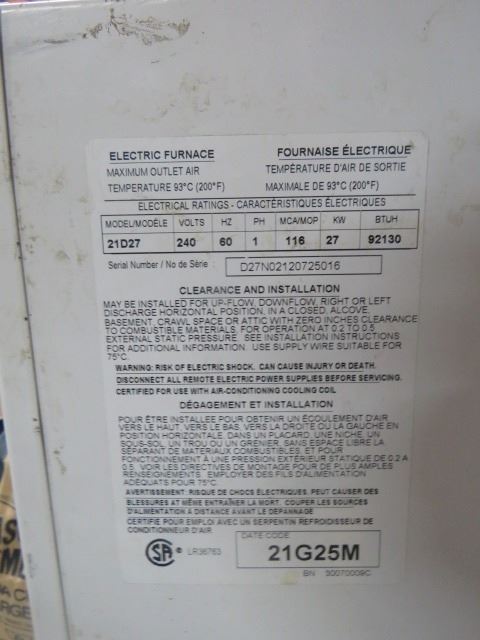 ELECTRIC FURNACE
MAXIMUM OUTLET AIR
TEMPERATURE 93°C (200°F)
FOURNAISE ÉLECTRIQUE
TEMPÉRATURE D'AIR DE SORTIE
MAXIMALE DE 93°C (200°F)
ELECTRICAL RATINGS - CARACTÉRISTIQUES ÉLECTRIQUES
MODEL/MODÈLE VOLTS HZ PH MCA/MOP KW BTUH
21D27 240 60 1 116 27 92130
Serial Number / No de Série : D27N02120725016
CLEARANCE AND INSTALLATION
MAY BE INSTALLED FOR UP-FLOW, DOWNFLOW, RIGHT OR LEFT
DISCHARGE HORIZONTAL POSITION, IN A CLOSED, ALCOVE,
BASEMENT, CRAWL SPACE OR ATTIC WITH ZERO INCHES CLEARANCE
TO COMBUSTIBLE MATERIALS, FOR OPERATION AT 0.2 TO 0.5
EXTERNAL STATIC PRESSURE. SEE INSTALLATION INSTRUCTIONS
FOR ADDITIONAL INFORMATION. USE SUPPLY WIRE SUITABLE FOR
75°C.
WARNING: RISK OF ELECTRIC SHOCK. CAN CAUSE INJURY OR DEATH.
DISCONNECT ALL REMOTE ELECTRIC POWER SUPPLIES BEFORE SERVICING.
CERTIFIED FOR USE WITH AIR-CONDITIONING COOLING COIL
DÉGAGEMENT ET INSTALLATION
POUR ÊTRE INSTALLÉE POUR OBTENIR UN ÉCOULEMENT D'AIR
VERS LE HAUT, VERS LE BAS, VERS LA DROITE OU LA GAUCHE EN
POSITION HORIZONTALE, DANS UN PLACARD, UNE NICHE, UN
SOUS-SOL, UN TROU OU UN GRENIER, SANS ESPACE LIBRE LA
SÉPARANT DE MATERIAUX COMBUSTIBLES, ET POUR
FONCTIONNEMENT À UNE PRESSION EXTÉRIEUR STATIQUE DE 0.2 A
0.5. VOIR LES DIRECTIVES DE MONTAGE POUR DE PLUS AMPLES
RENSEIGNEMENTS. EMPLOYER DES FILS D'ALIMENTATION
ADÉQUATS POUR 75°C.
AVERTISSEMENT: RISQUE DE CHOCS ÉLECTRIQUES, PEUT CAUSER DES
BLESSURES AT MÊME ENTRAÎNER LA MORT. COUPER LES SOURCES
D'ALIMENTATION À DISTANCE AVANT LE DÉPANNAGE
CERTIFIÉ POUR EMPLOI AVEC UN SERPENTIN REFROIDISSEUR DE
CONDITIONNEUR D'AIR
SA ® LR36763
DATE CODE:
21G25M
BN 30070009C